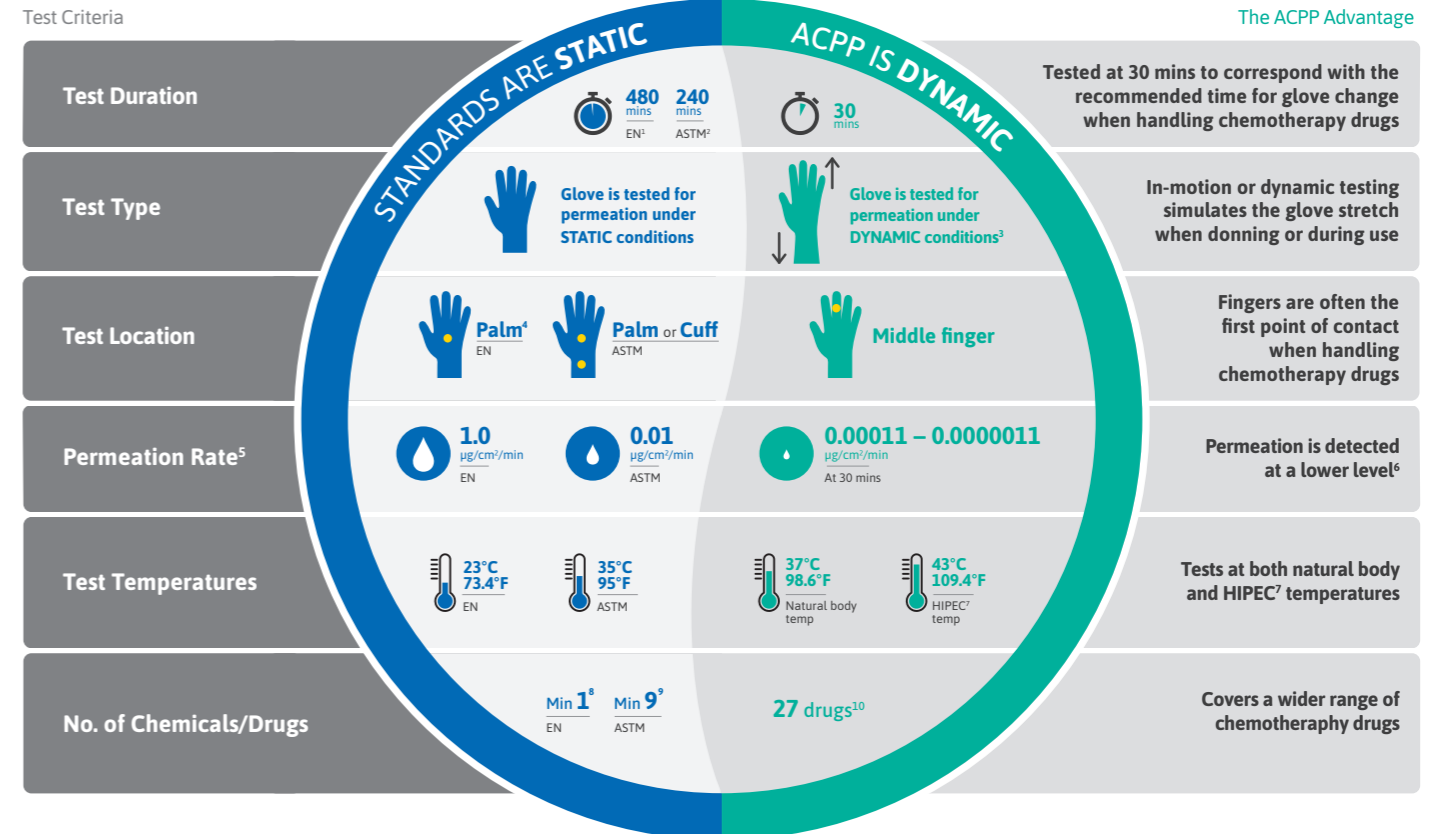 Test Criteria
The ACPP Advantage
STANDARDS ARE STATIC
ACPP IS DYNAMIC
Test Duration
480
mins
EN¹
240
mins
ASTM²
30
mins
Tested at 30 mins to correspond with the
recommended time for glove change
when handling chemotherapy drugs
Test Type
Glove is tested for
permeation under
STATIC conditions
Glove is tested for
permeation under
DYNAMIC conditions³
In-motion or dynamic testing
simulates the glove stretch
when donning or during use
Test Location
Palm⁴
EN
Palm or Cuff
ASTM
Middle finger
Fingers are often the
first point of contact
when handling
chemotherapy drugs
Permeation Rate⁵
1.0
µg/cm²/min
EN
0.01
µg/cm²/min
ASTM
0.00011 – 0.0000011
µg/cm²/min
At 30 mins
Permeation is detected
at a lower level⁶
Test Temperatures
23°C
73.4°F
EN
35°C
95°F
ASTM
37°C
98.6°F
Natural body
temp
43°C
109.4°F
HIPEC⁷
temp
Tests at both natural body
and HIPEC⁷ temperatures
No. of Chemicals/Drugs
Min 1⁸
EN
Min 9⁹
ASTM
27 drugs¹⁰
Covers a wider range of
chemotheraphy drugs